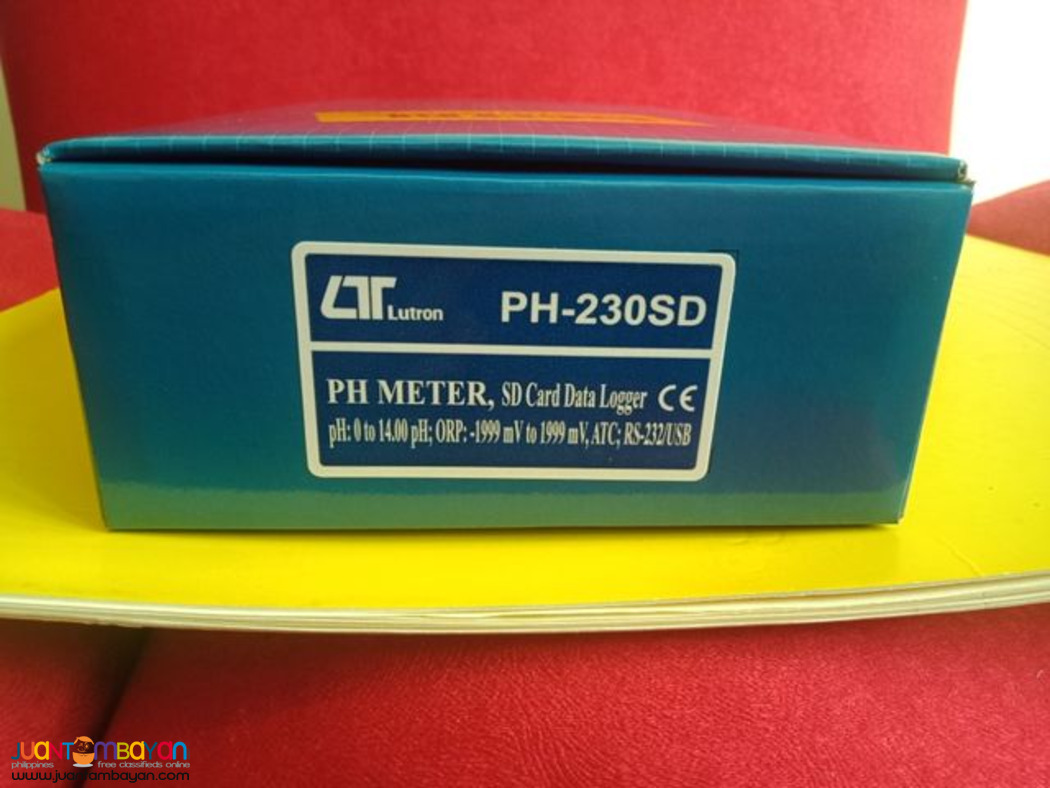 Lutron PH-230SD
PH METER, SD Card Data Logger CE
pH: 0 to 14.00 pH; ORP: -1999 mV to 1999 mV, ATC; RS-232/USB
JUANTAMBAYAN
philippines free classifieds online
www.juantambayan.com